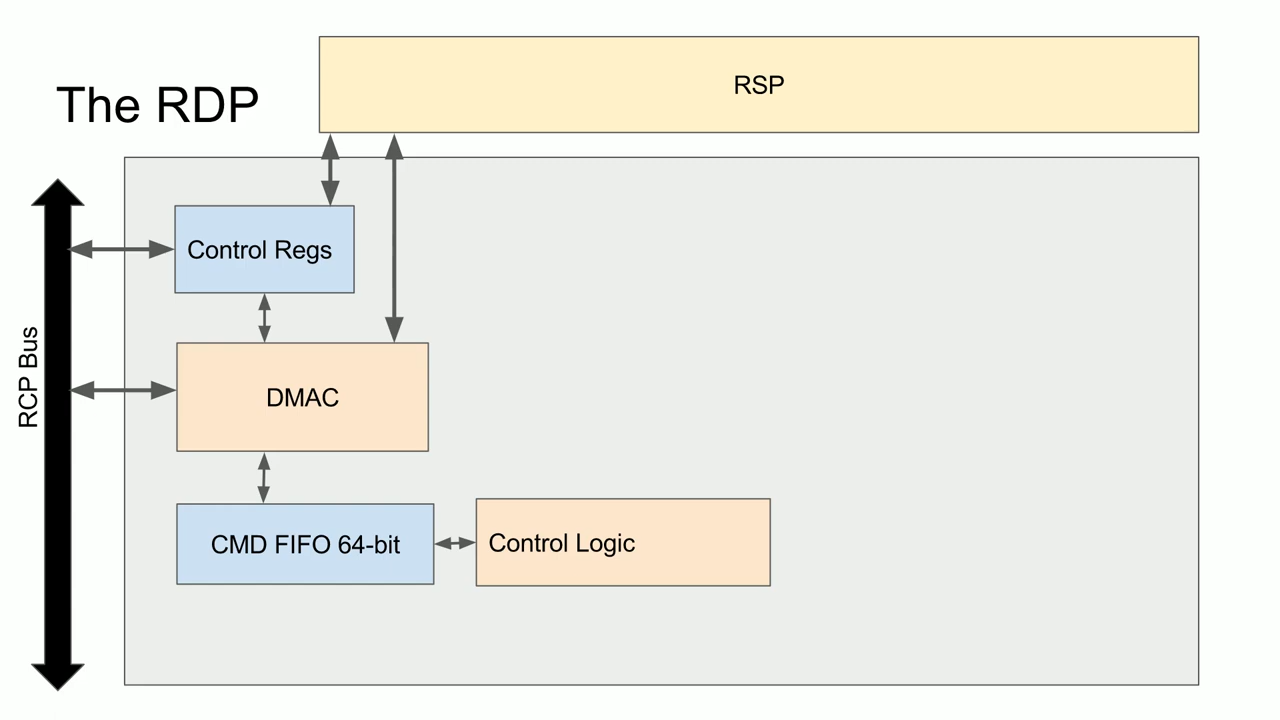 RSP
The RDP
Control Regs
RCP Bus
DMAC
CMD FIFO 64-bit
Control Logic